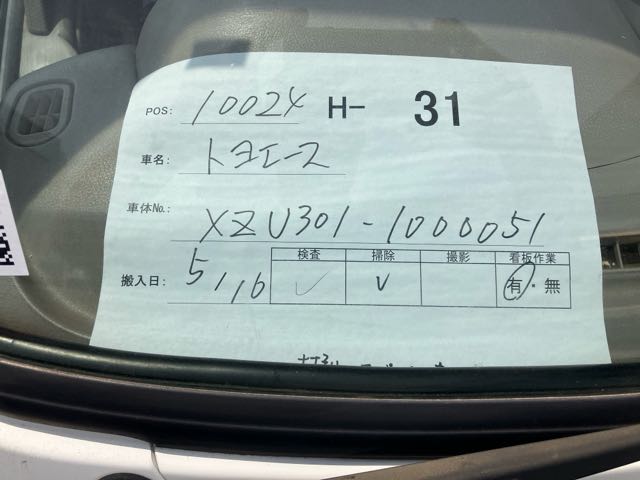 POS: 10024 H- 31
車名: トヨエース
車体No.: XZU301-1000051
検査 掃除 撮影 看板作業
搬入日: 5/16 ✓ ✓ 有・無